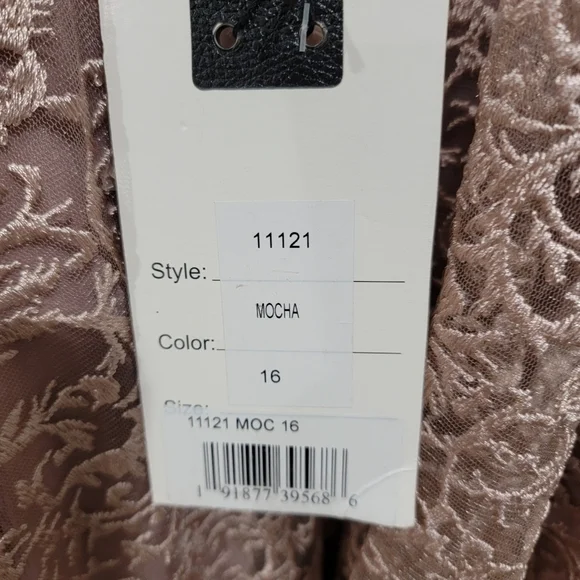 11121
Style:
MOCHA
Color:
16
Size:
11121 MOC 16
1 91877 39568 6